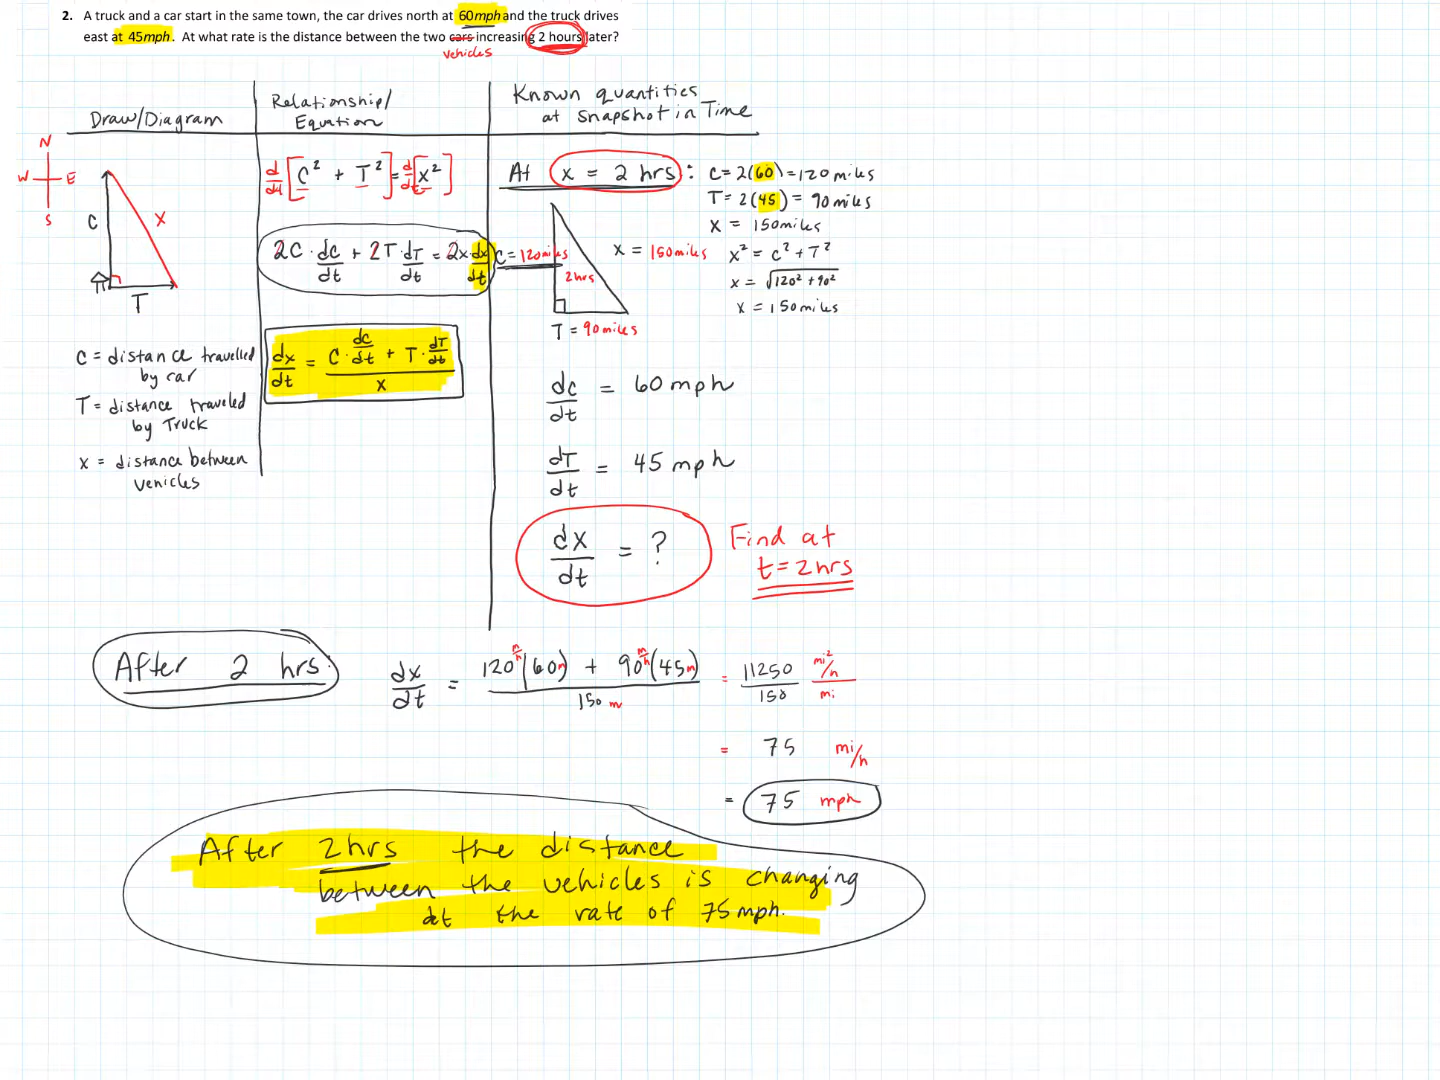 2. A truck and a car start in the same town, the car drives north at 60mph and the truck drives
east at 45mph. At what rate is the distance between the two cars increasing 2 hours later?
vehicles
Draw/Diagram
Relationship/
Equation
Known quantities
at Snapshot in Time
N
W E
S
C
x
T
C = distance travelled
by car
T = distance traveled
by Truck
x = distance between
vehicles
d/dt [C² + T²] = d/dt [x²]
2C · dC/dt + 2T · dT/dt = 2x · dx/dt
dx/dt = (C · dC/dt + T · dT/dt) / x
At x = 2 hrs :
C = 2(60) = 120 miles
T = 2(45) = 90 miles
x = 150 miles
x² = C² + T²
x = √120² + 90²
x = 150 miles
C = 120 miles
x = 150 miles
2hrs
T = 90 miles
dC/dt = 60 mph
dT/dt = 45 mph
dx/dt = ?
Find at
t = 2 hrs
After 2 hrs
dx/dt = (120 m/h (60 m) + 90 m/h (45 m)) / 150 m = 11250/150 mi²/h / mi
= 75 mi/h
= 75 mph
After 2hrs the distance
between the vehicles is changing
at the rate of 75 mph.